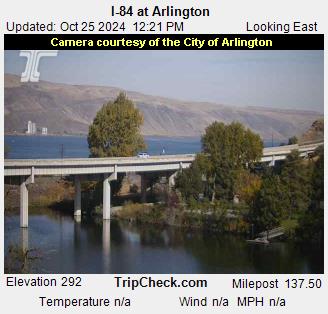 I-84 at Arlington
Updated: Oct 25 2024 12:21 PM Looking East
Camera courtesy of the City of Arlington
Elevation 292 TripCheck.com Milepost 137.50
Temperature n/a Wind n/a MPH n/a